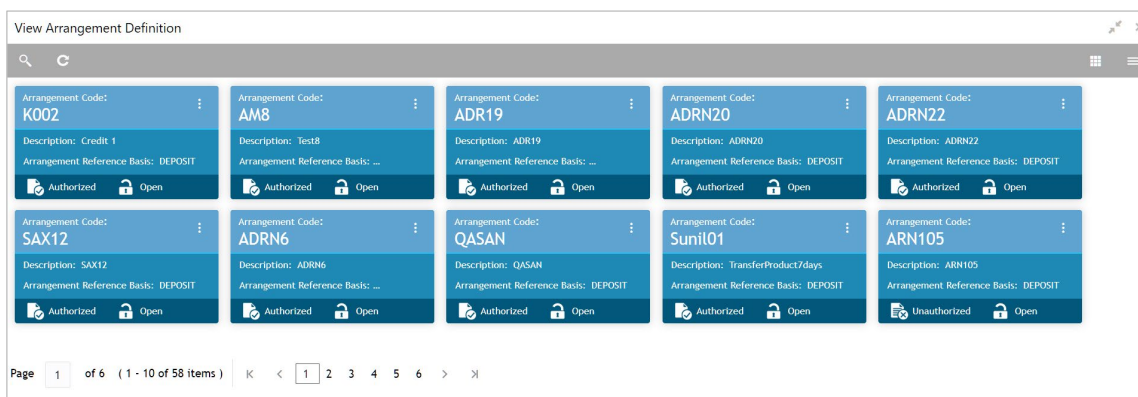 View Arrangement Definition
Arrangement Code: Arrangement Code: Arrangement Code: Arrangement Code: Arrangement Code:
K002 AM8 ADR19 ADRN20 ADRN22
Description: Credit 1 Description: Test8 Description: ADR19 Description: ADRN20 Description: ADRN22
Arrangement Reference Basis: DEPOSIT Arrangement Reference Basis: ... Arrangement Reference Basis: ... Arrangement Reference Basis: DEPOSIT Arrangement Reference Basis: DEPOSIT
Authorized Open Authorized Open Authorized Open Authorized Open Authorized Open
Arrangement Code: Arrangement Code: Arrangement Code: Arrangement Code: Arrangement Code:
SAX12 ADRN6 QASAN Sunil01 ARN105
Description: SAX12 Description: ADRN6 Description: QASAN Description: TransferProduct7days Description: ARN105
Arrangement Reference Basis: DEPOSIT Arrangement Reference Basis: ... Arrangement Reference Basis: DEPOSIT Arrangement Reference Basis: DEPOSIT Arrangement Reference Basis: DEPOSIT
Authorized Open Authorized Open Authorized Open Authorized Open Unauthorized Open
Page 1 of 6 ( 1 - 10 of 58 items ) 1 2 3 4 5 6